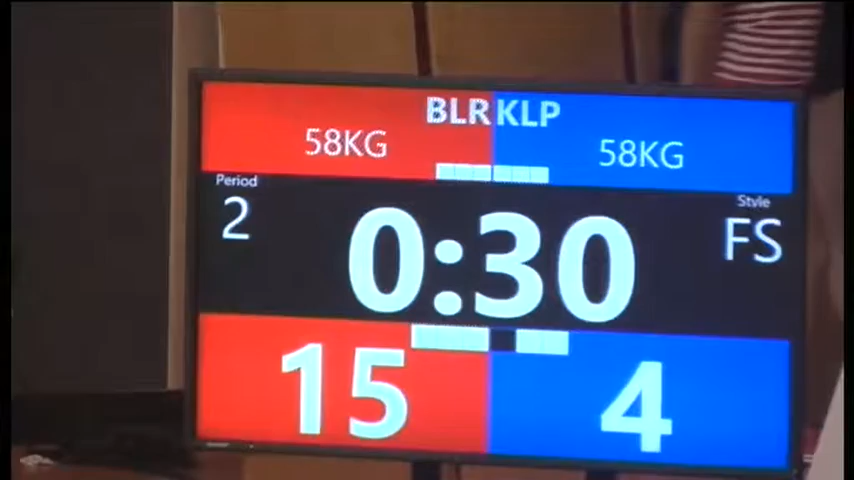 BLR KLP
58KG 58KG
Period Style
2 0:30 FS
15 4